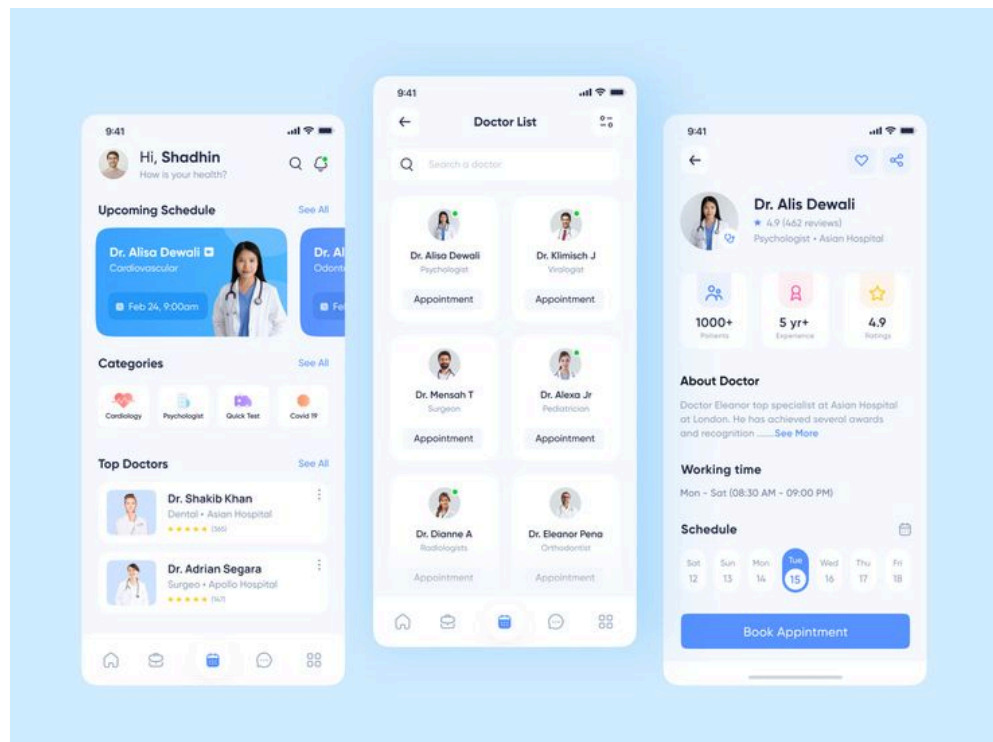 9:41
Hi, Shadhin
How is your health?
Upcoming Schedule
See All
Dr. Alisa Dewali
Cardiovascular
Feb 24, 9:00am
Dr. Al
Odont
Fe
Categories
See All
Cardiology
Psychologist
Quick Test
Covid 19
Top Doctors
See All
Dr. Shakib Khan
Dental • Asian Hospital
Dr. Adrian Segara
Surgeo • Apollo Hospital
9:41
Doctor List
Search a doctor
Dr. Alisa Dewali
Psychologist
Appointment
Dr. Klimisch J
Virologist
Appointment
Dr. Mensah T
Surgeon
Appointment
Dr. Alexa Jr
Pediatrician
Appointment
Dr. Dianne A
Radiologists
Appointment
Dr. Eleanor Pena
Orthodontist
Appointment
9:41
Dr. Alis Dewali
4.9 (462 reviews)
Psychologist • Asian Hospital
1000+
Patients
5 yr+
Experience
4.9
Ratings
About Doctor
Doctor Eleanor top specialist at Asian Hospital
at London. He has achieved several awards
and recognition .......See More
Working time
Mon - Sat (08:30 AM - 09:00 PM)
Schedule
Sat Sun Mon Tue Wed Thu Fri
12 13 14 15 16 17 18
Book Appintment